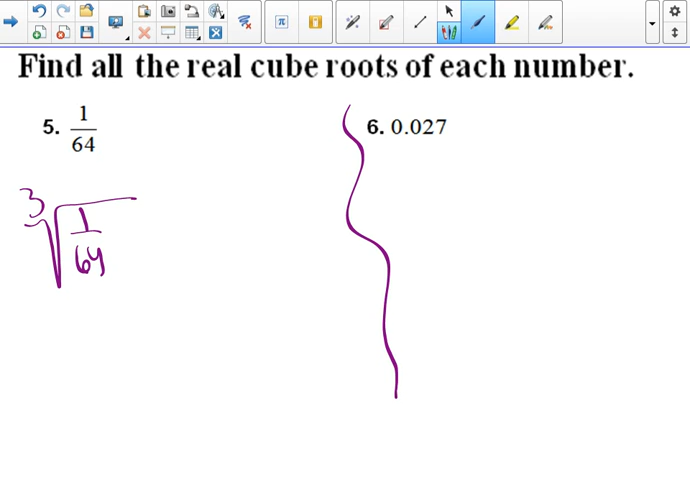 Find all the real cube roots of each number.
5. 1/64
6. 0.027
∛(1/64)